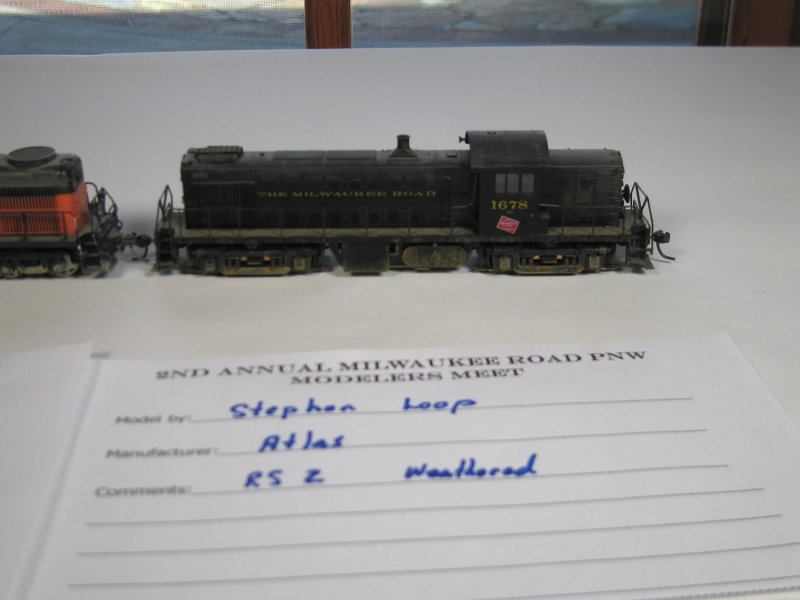 THE MILWAUKEE ROAD
1678
2ND ANNUAL MILWAUKEE ROAD PNW
MODELERS MEET
Model by: Stephen Loop
Manufacturer: Atlas
Comments: RS 2 Weathered